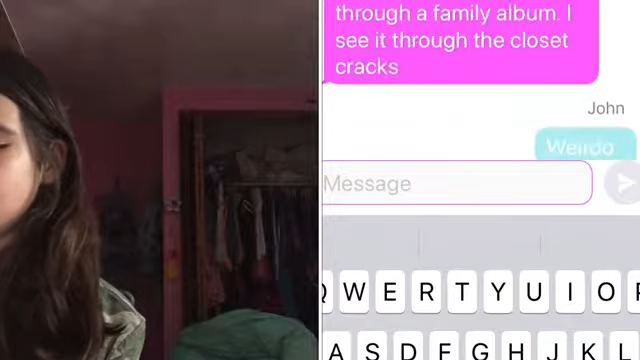 through a family album. I
see it through the closet
cracks
John
Weirdo
Message
Q W E R T Y U I O P
A S D F G H J K L